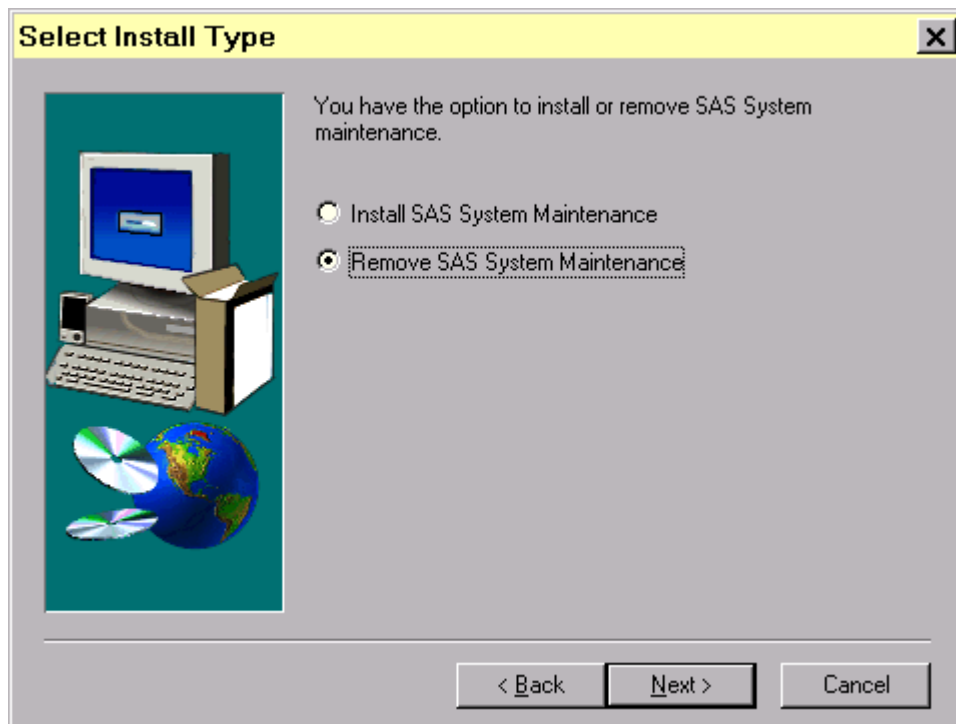 Select Install Type
You have the option to install or remove SAS System
maintenance.
Install SAS System Maintenance
Remove SAS System Maintenance
< Back
Next >
Cancel